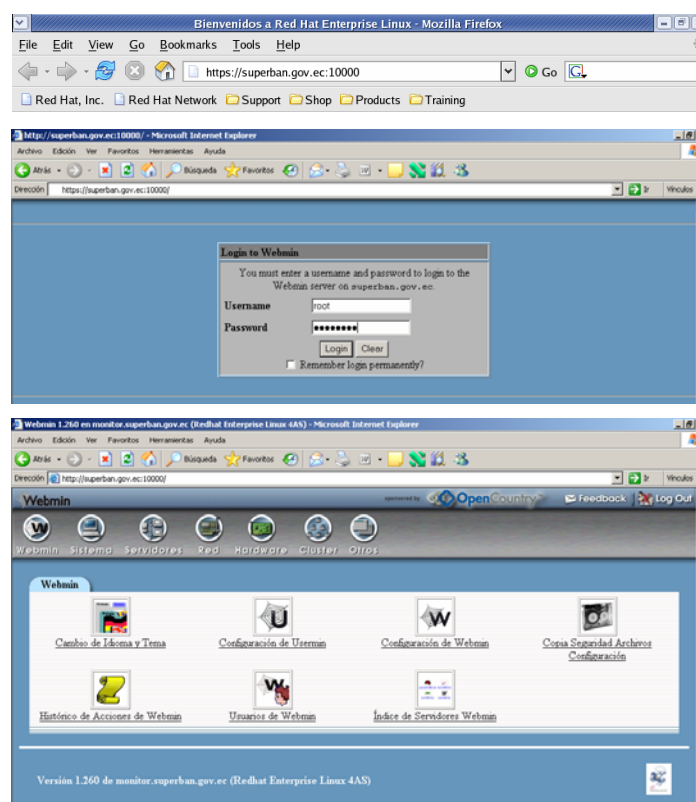 Bienvenidos a Red Hat Enterprise Linux - Mozilla Firefox
File Edit View Go Bookmarks Tools Help
https://superban.gov.ec:10000 Go G
Red Hat, Inc. Red Hat Network Support Shop Products Training
http://superban.gov.ec:10000/ - Microsoft Internet Explorer
Archivo Edición Ver Favoritos Herramientas Ayuda
Atrás Búsqueda Favoritos
Dirección https://superban.gov.ec:10000/ Ir Vínculos
Login to Webmin
You must enter a username and password to login to the
Webmin server on superban.gov.ec.
Username root
Password
Login Clear
Remember login permanently?
Webmin 1.260 en monitor.superban.gov.ec (Redhat Enterprise Linux 4AS) - Microsoft Internet Explorer
Archivo Edición Ver Favoritos Herramientas Ayuda
Atrás Búsqueda Favoritos
Dirección http://superban.gov.ec:10000/ Ir Vínculos
Webmin sponsored by OpenCountry Feedback Log Out
Webmin Sistema Servidores Red Hardware Cluster Otros
Webmin
Cambio de Idioma y Tema Configuración de Usermin Configuración de Webmin Copia Seguridad Archivos
Configuración
Histórico de Acciones de Webmin Usuarios de Webmin Índice de Servidores Webmin
Versión 1.260 de monitor.superban.gov.ec (Redhat Enterprise Linux 4AS)